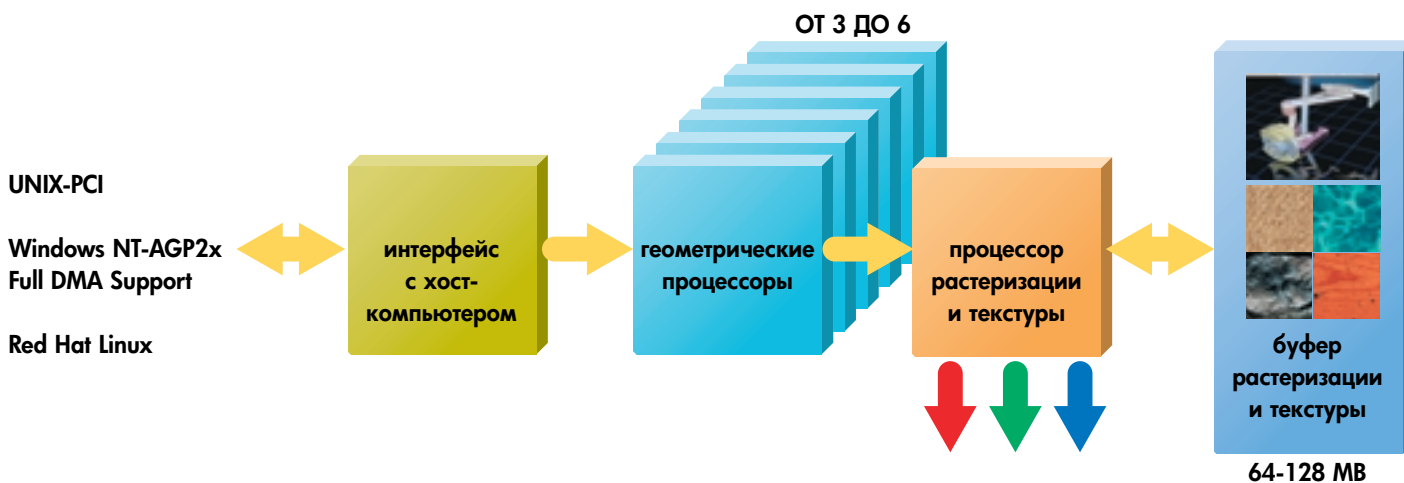 ОТ 3 ДО 6
UNIX-PCI
Windows NT-AGP2x
Full DMA Support
Red Hat Linux
интерфейс
с хост-
компьютером
геометрические
процессоры
процессор
растеризации
и текстуры
буфер
растеризации
и текстуры
64-128 MB